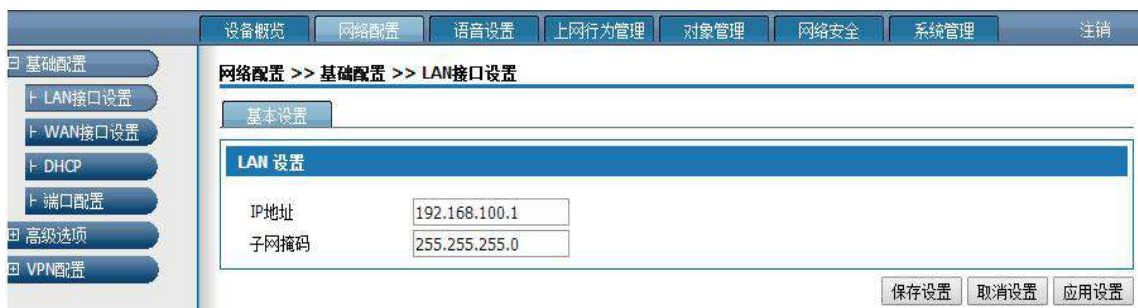 设备概览 网络配置 语音设置 上网行为管理 对象管理 网络安全 系统管理 注销
基础配置
LAN接口设置
WAN接口设置
DHCP
端口配置
高级选项
VPN配置
网络配置 >> 基础配置 >> LAN接口设置
基本设置
LAN 设置
IP地址 192.168.100.1
子网掩码 255.255.255.0
保存设置 取消设置 应用设置